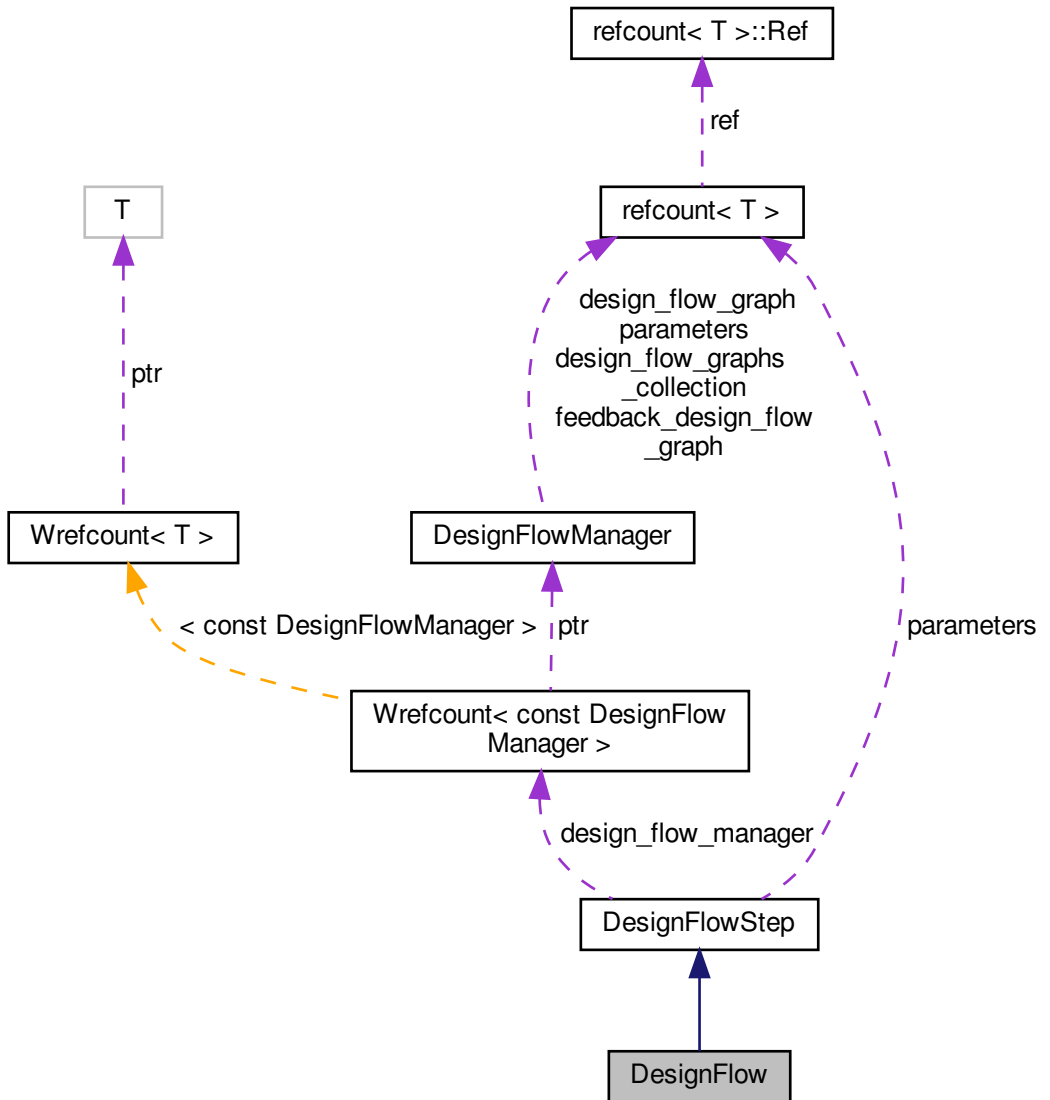 refcount< T >::Ref
ref
T
refcount< T >
design_flow_graph
parameters
design_flow_graphs
_collection
feedback_design_flow
_graph
ptr
Wrefcount< T >
DesignFlowManager
< const DesignFlowManager >
ptr
parameters
Wrefcount< const DesignFlow
Manager >
design_flow_manager
DesignFlowStep
DesignFlow